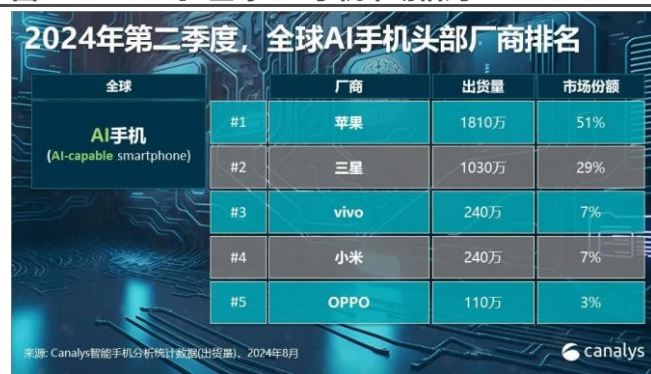 2024年第二季度，全球AI手机头部厂商排名
全球
厂商 出货量 市场份额
AI手机
(AI-capable smartphone)
#1 苹果 1810万 51%
#2 三星 1030万 29%
#3 vivo 240万 7%
#4 小米 240万 7%
#5 OPPO 110万 3%
来源: Canalys智能手机分析统计数据(出货量)，2024年8月
canalys